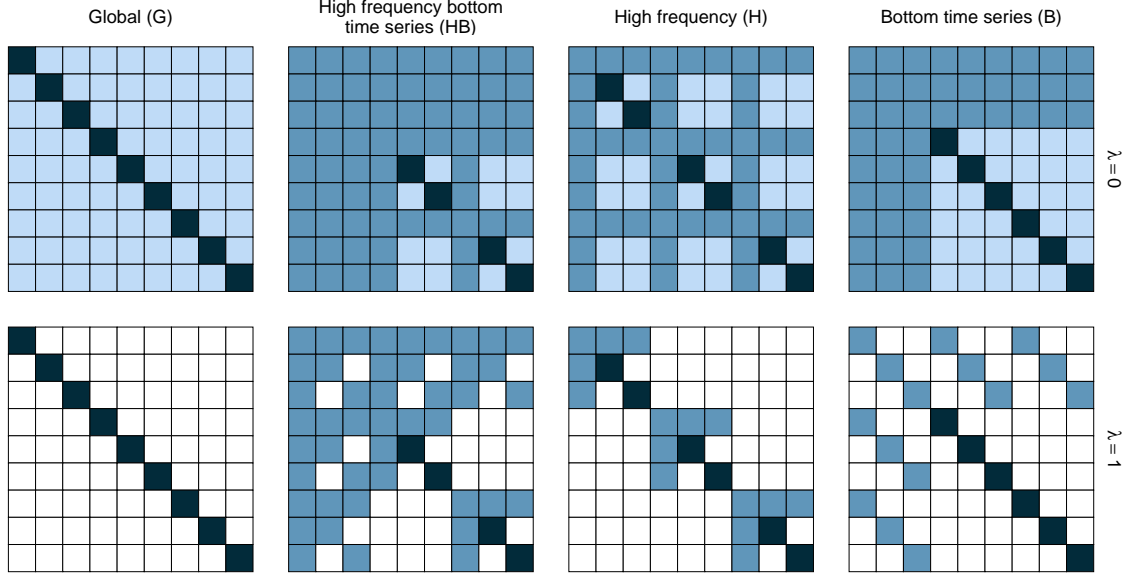 Global (G)
High frequency bottom
time series (HB)
High frequency (H)
Bottom time series (B)
λ = 0
λ = 1